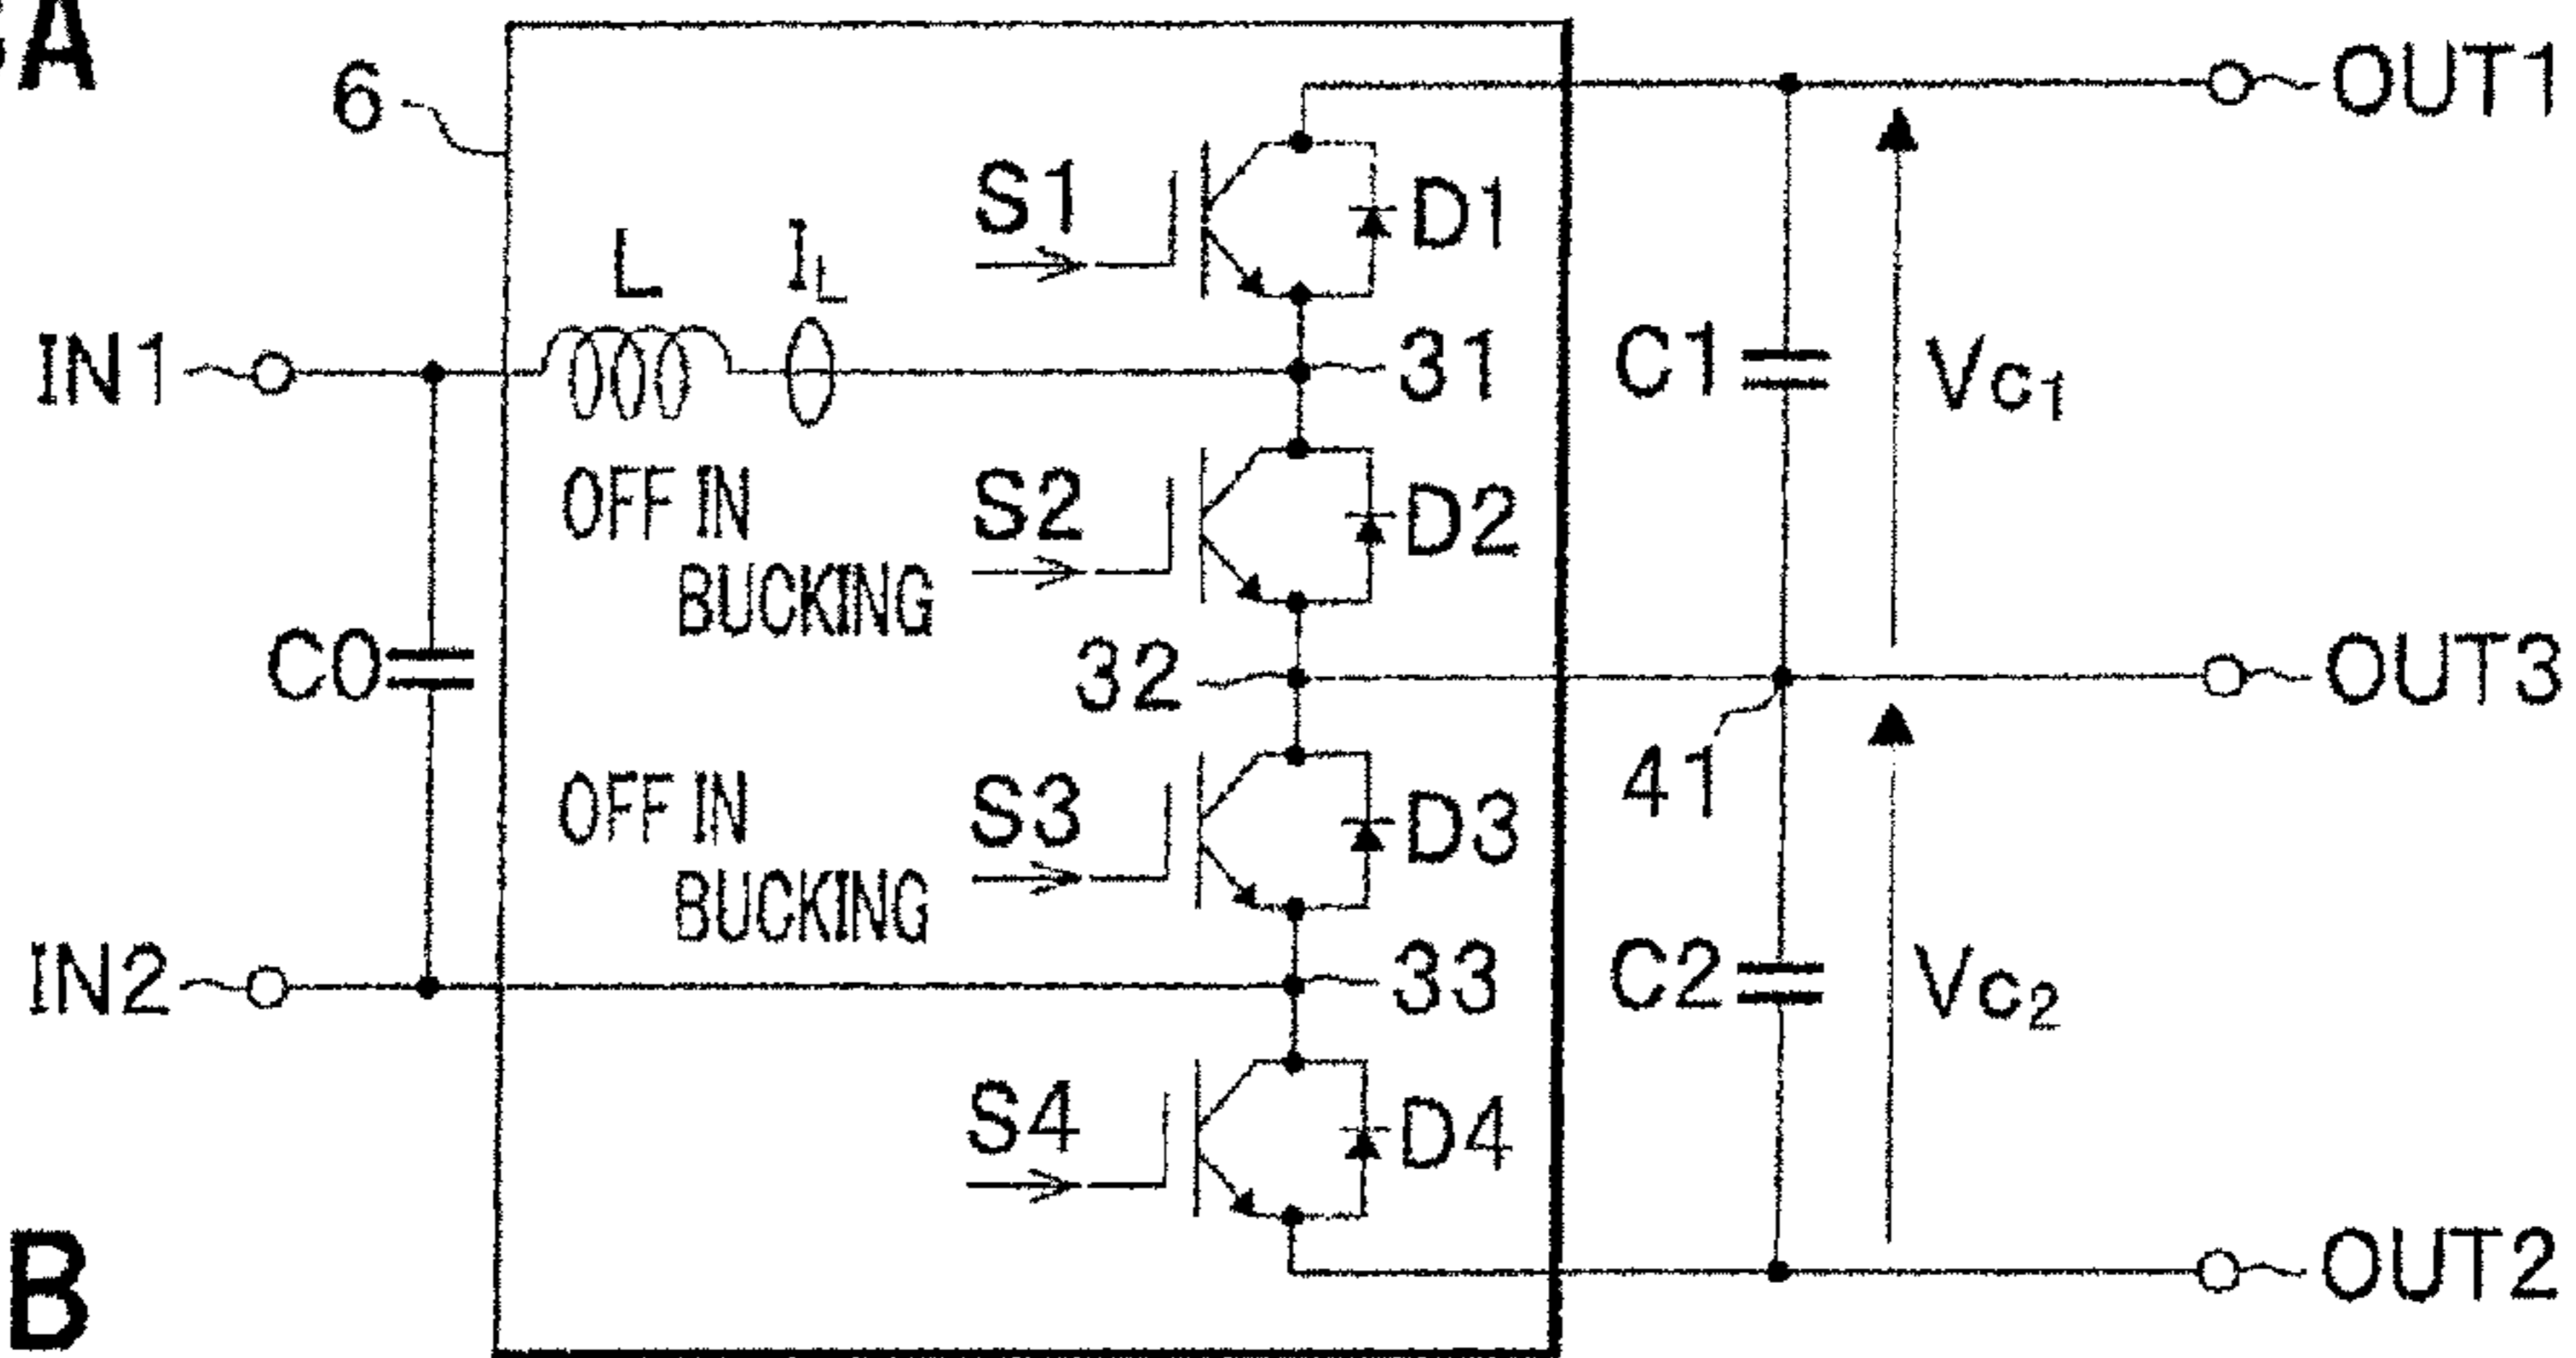 A
6
OUT1
S1
D1
L
IL
IN1
31
C1
Vc1
OFF IN
BUCKING
S2
D2
C0
32
OUT3
41
OFF IN
BUCKING
S3
D3
IN2
33
C2
Vc2
S4
D4
B
OUT2